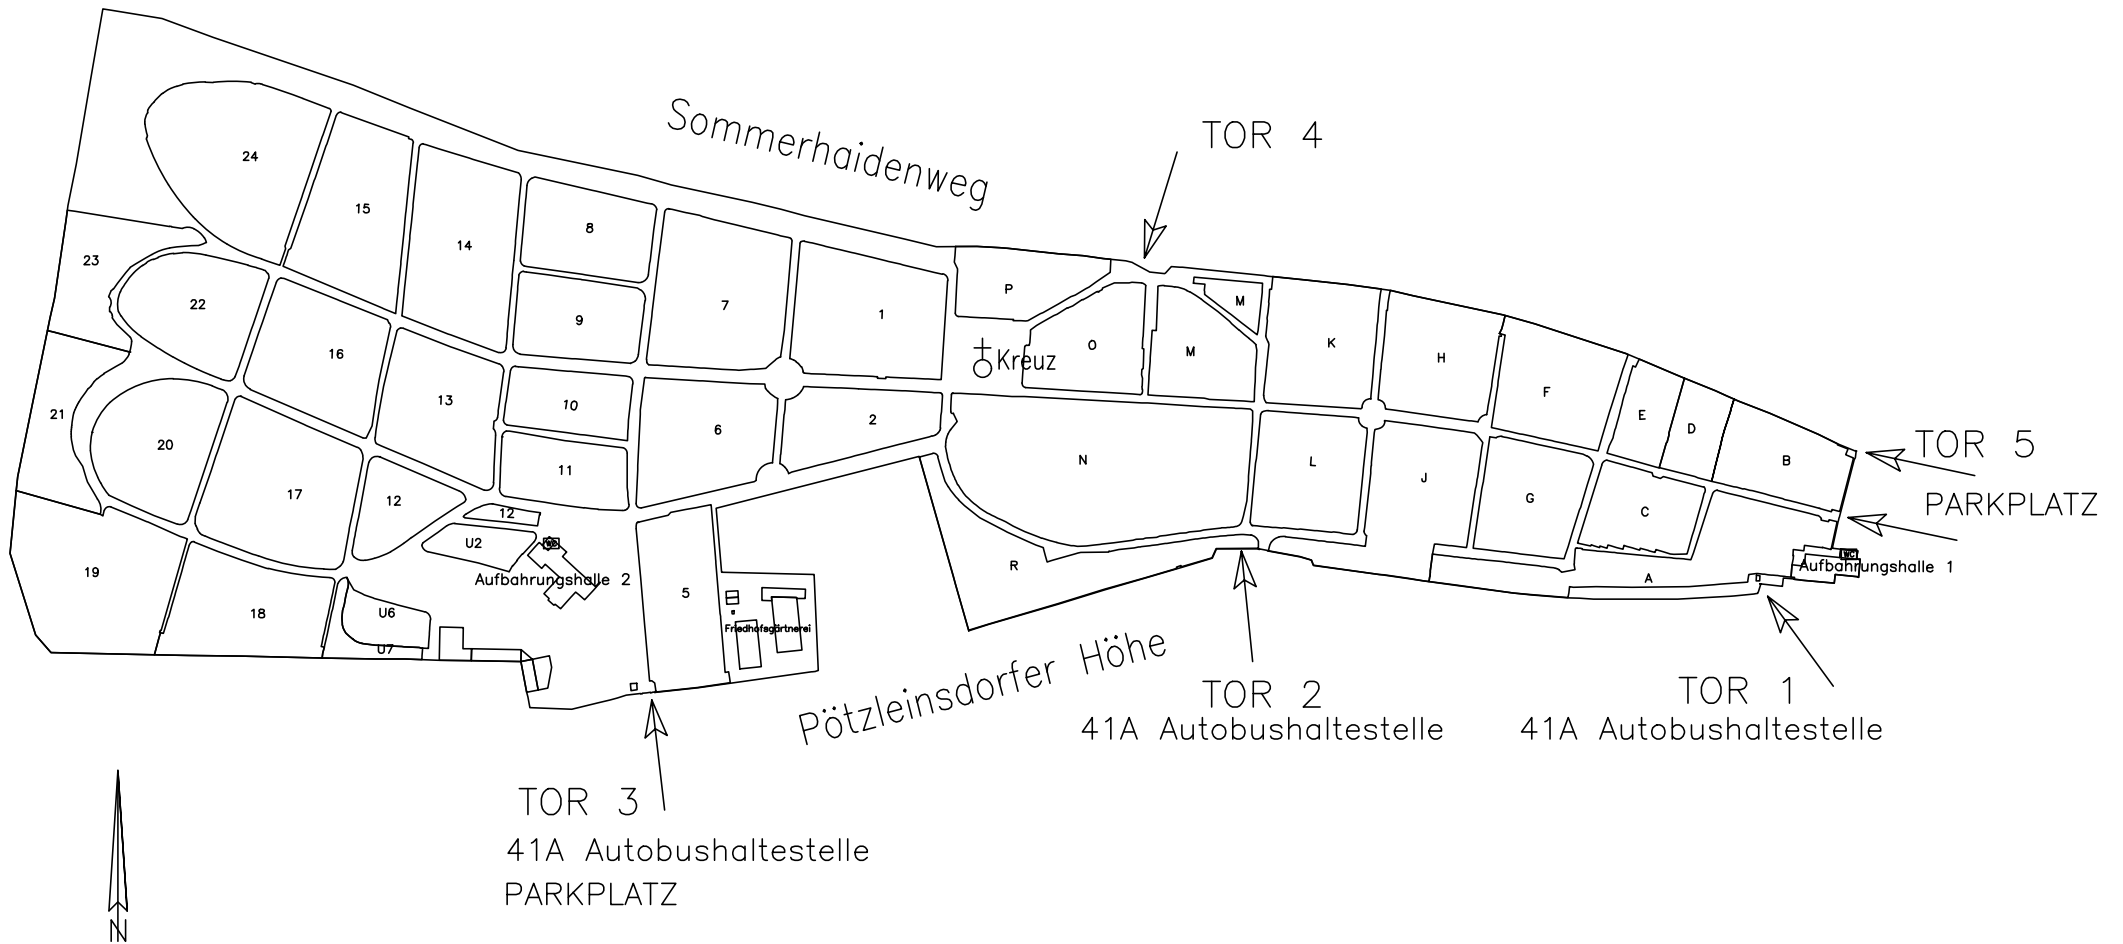 Sommerhaidenweg
TOR 4
24
15
14
8
23
22
9
7
1
P
M
16
13
10
6
2
Kreuz
O
M
K
H
F
E
D
B
TOR 5
PARKPLATZ
21
20
17
12
11
N
L
J
G
C
12
U2
WC
Aufbahrungshalle 2
5
R
A
WC
Aufbahrungshalle 1
19
18
U6
U7
Friedhofsgärtnerei
Pötzleinsdorfer Höhe
TOR 2
41A Autobushaltestelle
TOR 1
41A Autobushaltestelle
TOR 3
41A Autobushaltestelle
PARKPLATZ
N